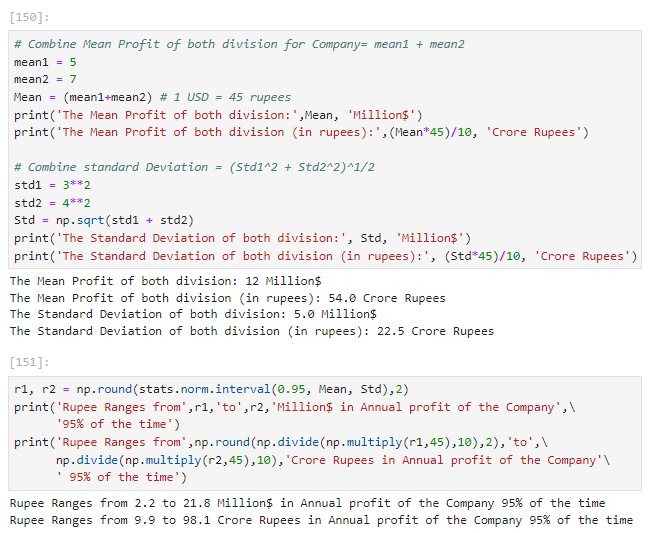 [150]:
# Combine Mean Profit of both division for Company= mean1 + mean2
mean1 = 5
mean2 = 7
Mean = (mean1+mean2) # 1 USD = 45 rupees
print('The Mean Profit of both division:',Mean, 'Million$')
print('The Mean Profit of both division (in rupees):',(Mean*45)/10, 'Crore Rupees')
# Combine standard Deviation = (Std1^2 + Std2^2)^1/2
std1 = 3**2
std2 = 4**2
Std = np.sqrt(std1 + std2)
print('The Standard Deviation of both division:', Std, 'Million$')
print('The Standard Deviation of both division (in rupees):', (Std*45)/10, 'Crore Rupees')
The Mean Profit of both division: 12 Million$
The Mean Profit of both division (in rupees): 54.0 Crore Rupees
The Standard Deviation of both division: 5.0 Million$
The Standard Deviation of both division (in rupees): 22.5 Crore Rupees
[151]:
r1, r2 = np.round(stats.norm.interval(0.95, Mean, Std),2)
print('Rupee Ranges from',r1,'to',r2,'Million$ in Annual profit of the Company',\
'95% of the time')
print('Rupee Ranges from',np.round(np.divide(np.multiply(r1,45),10),2),'to',\
np.divide(np.multiply(r2,45),10),'Crore Rupees in Annual profit of the Company'\
' 95% of the time')
Rupee Ranges from 2.2 to 21.8 Million$ in Annual profit of the Company 95% of the time
Rupee Ranges from 9.9 to 98.1 Crore Rupees in Annual profit of the Company 95% of the time